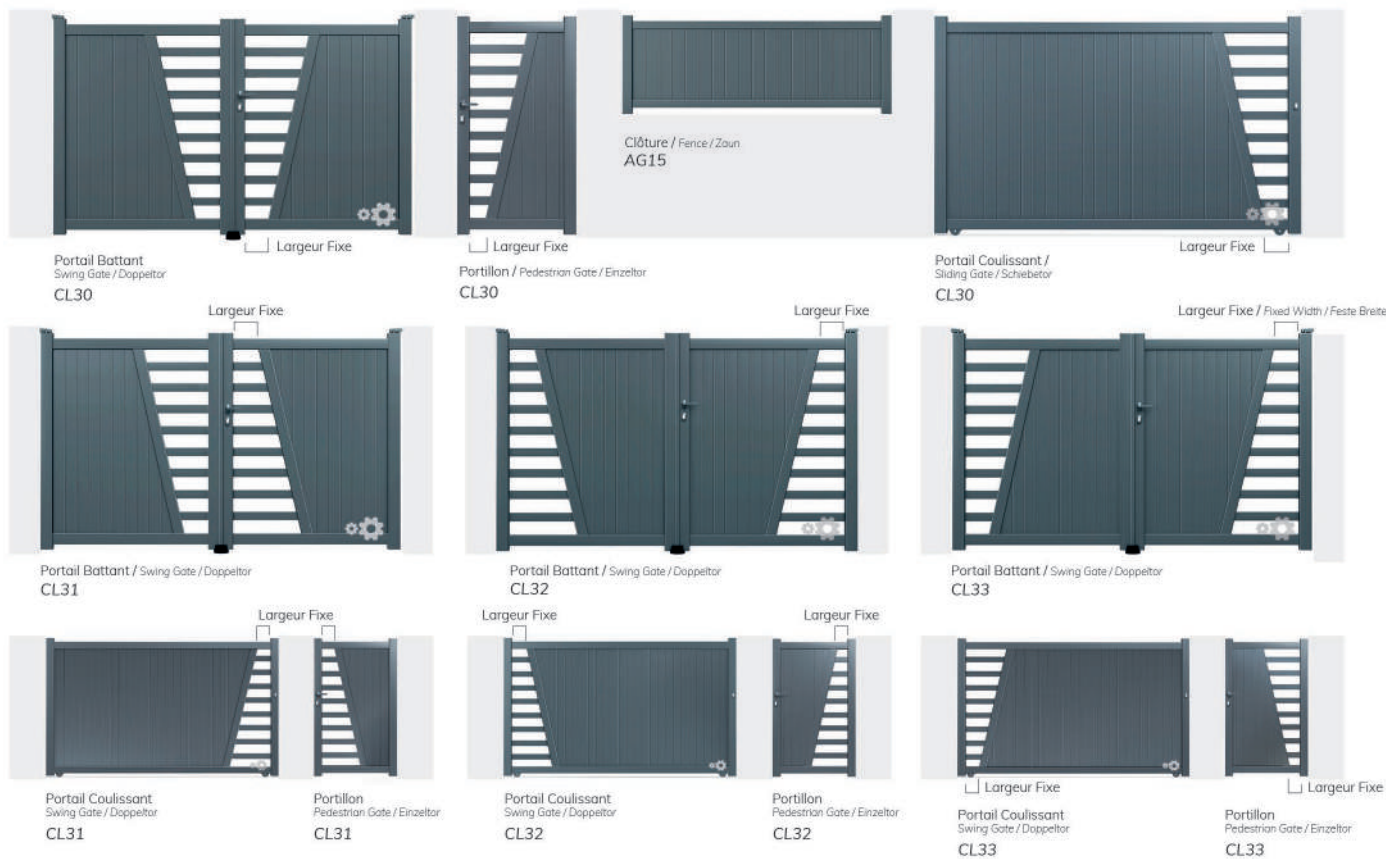 Clôture / Fence / Zaun
AG15
Largeur Fixe
Portail Battant
Swing Gate / Doppeltor
CL30
Largeur Fixe
Portillon / Pedestrian Gate / Einzeltor
CL30
Largeur Fixe
Portail Coulissant /
Sliding Gate / Schiebetor
CL30
Largeur Fixe
Portail Battant / Swing Gate / Doppeltor
CL31
Largeur Fixe
Portail Battant / Swing Gate / Doppeltor
CL32
Largeur Fixe / Fixed Width / Feste Breite
Portail Battant / Swing Gate / Doppeltor
CL33
Largeur Fixe
Portail Coulissant
Swing Gate / Doppeltor
CL31
Portillon
Pedestrian Gate / Einzeltor
CL31
Largeur Fixe
Portail Coulissant
Swing Gate / Doppeltor
CL32
Largeur Fixe
Portillon
Pedestrian Gate / Einzeltor
CL32
Largeur Fixe
Portail Coulissant
Swing Gate / Doppeltor
CL33
Largeur Fixe
Portillon
Pedestrian Gate / Einzeltor
CL33